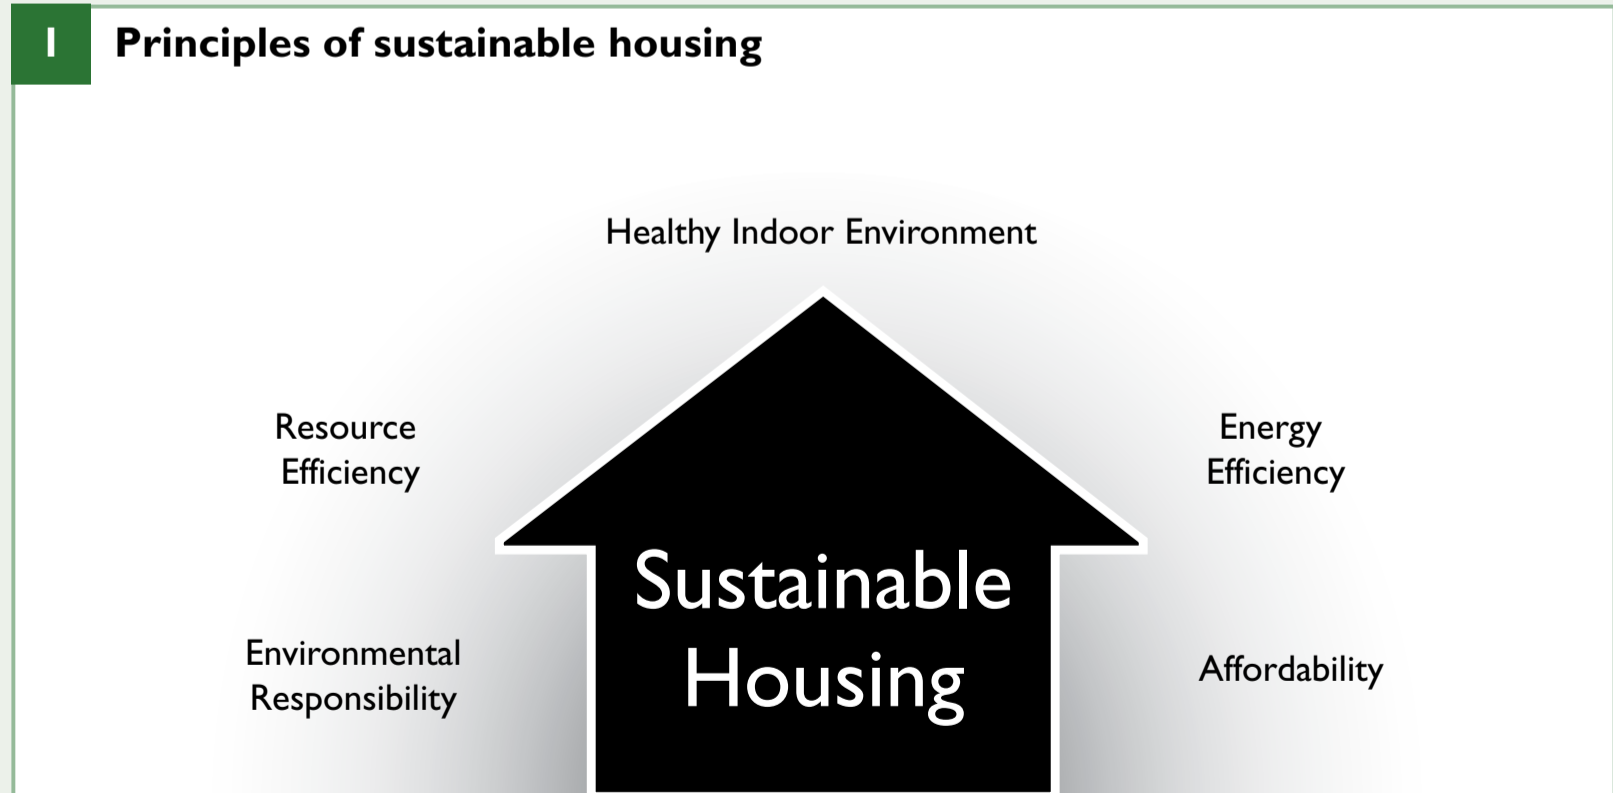 1
Principles of sustainable housing
Healthy Indoor Environment
Resource
Efficiency
Energy
Efficiency
Sustainable
Housing
Environmental
Responsibility
Affordability